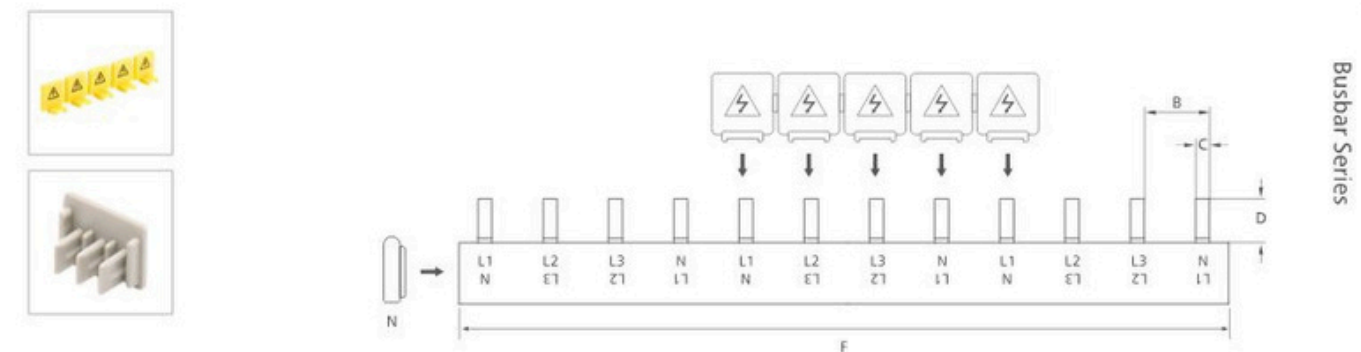 Busbar Series
B
C
D
L1 L2 L3 N L1 L2 L3 N L1 L2 L3 N
N L3 L2 L1 N L3 L2 L1 N L3 L2 L1
N
F